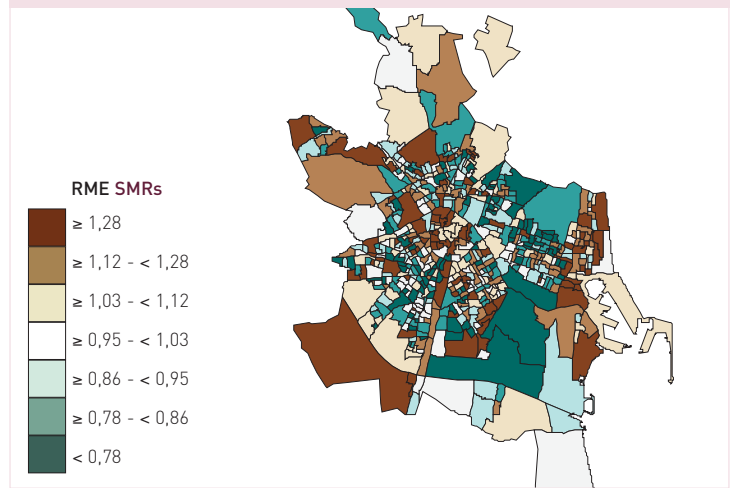 RME SMRs
≥ 1,28
≥ 1,12 - < 1,28
≥ 1,03 - < 1,12
≥ 0,95 - < 1,03
≥ 0,86 - < 0,95
≥ 0,78 - < 0,86
< 0,78